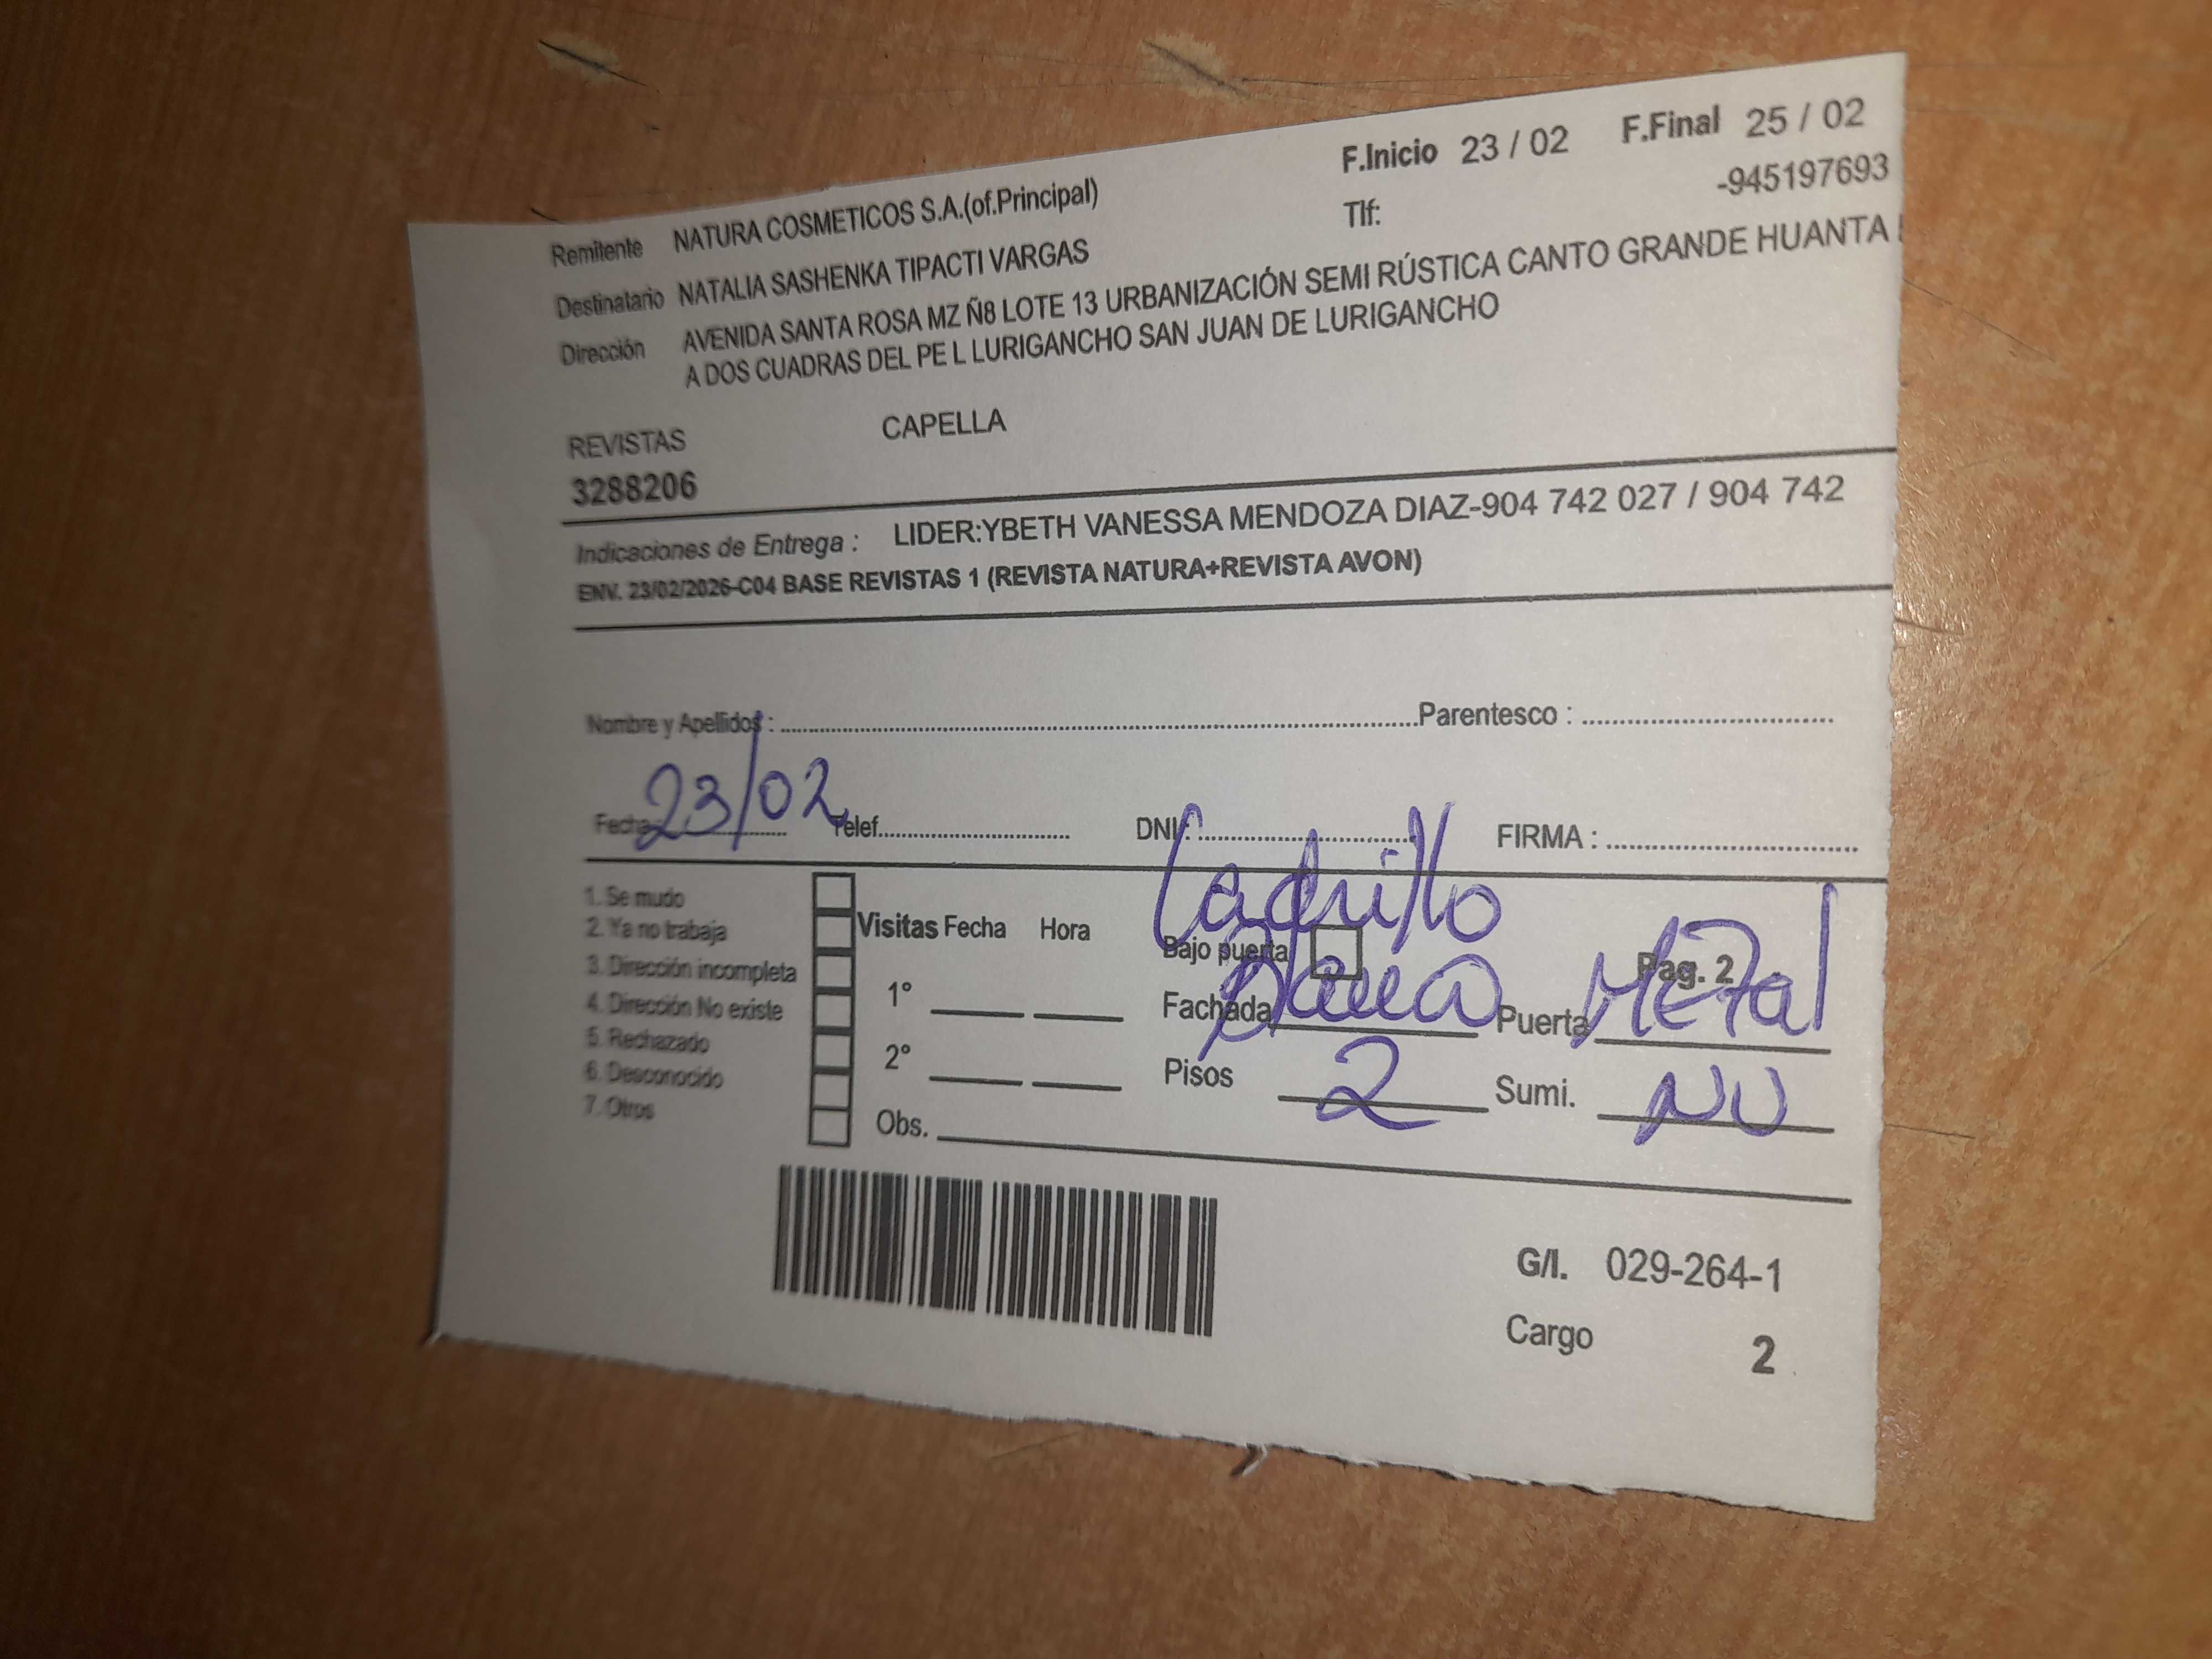 F.Inicio 23 / 02 F.Final 25 / 02
Remitente NATURA COSMETICOS S.A.(of.Principal) Tlf: -945197693
Destinatario NATALIA SASHENKA TIPACTI VARGAS
Dirección AVENIDA SANTA ROSA MZ Ñ8 LOTE 13 URBANIZACIÓN SEMI RÚSTICA CANTO GRANDE HUANTA
A DOS CUADRAS DEL PE L LURIGANCHO SAN JUAN DE LURIGANCHO
REVISTAS CAPELLA
3288206
Indicaciones de Entrega : LIDER:YBETH VANESSA MENDOZA DIAZ-904 742 027 / 904 742
ENV. 23/02/2026-C04 BASE REVISTAS 1 (REVISTA NATURA+REVISTA AVON)
Nombre y Apellidos : Parentesco :
Fecha 23/02 Telef. DNI : FIRMA :
Ladrillo
1. Se mudo
2. Ya no trabaja
3. Dirección incompleta
4. Dirección No existe
5. Rechazado
6. Desconocido
7. Otros
Visitas Fecha Hora
1°
2°
Obs.
Bajo puerta Pag. 2
Fachada Puerta Metal
Pisos 2 Sumi. NO
G/I. 029-264-1
Cargo 2